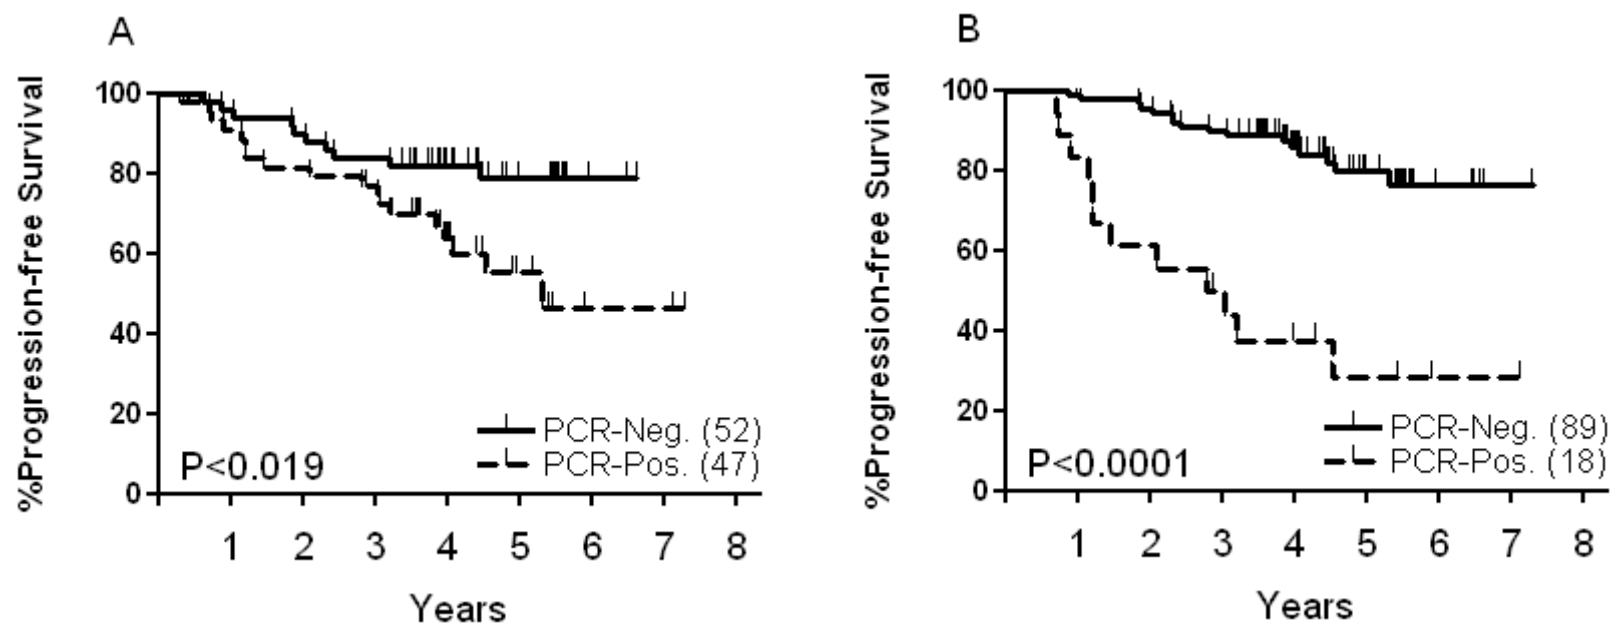 A
%Progression-free Survival
100
80
60
40
20
0
PCR-Neg. (52)
PCR-Pos. (47)
P<0.019
1 2 3 4 5 6 7 8
Years
B
%Progression-free Survival
100
80
60
40
20
0
PCR-Neg. (89)
PCR-Pos. (18)
P<0.0001
1 2 3 4 5 6 7 8
Years